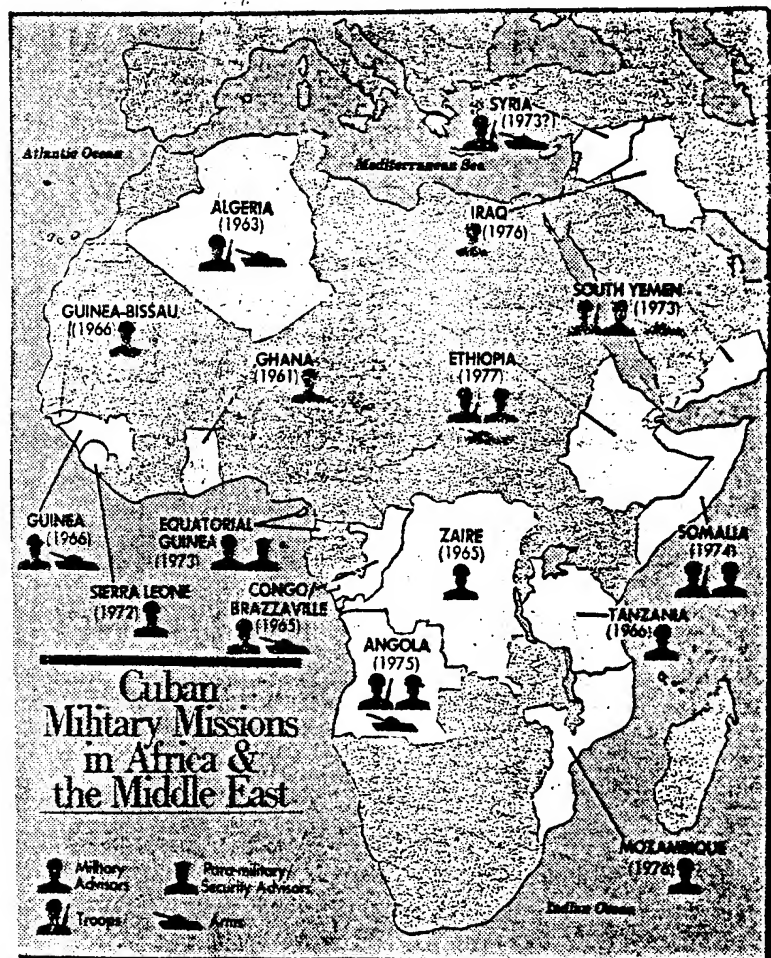 SYRIA
(1973?)
Atlantic Ocean
Mediterranean Sea
ALGERIA
(1963)
IRAQ
(1976)
GUINEA-BISSAU
(1966
SOUTH YEMEN
(1973)
GHANA
(1961)
ETHIOPIA
(1977)
GUINEA
(1966)
EQUATORIAL
GUINEA
(1973)
ZAIRE
(1965)
SOMALIA
(1974)
SIERRA LEONE
(1972)
CONGO/
BRAZZAVILLE
(1965)
TANZANIA
(1966)
ANGOLA
(1975)
Cuban
Military Missions
in Africa &
the Middle East
MOZAMBIQUE
Military
Advisors
Para-military/
Security Advisors
Troops
Arms
Indian Ocean